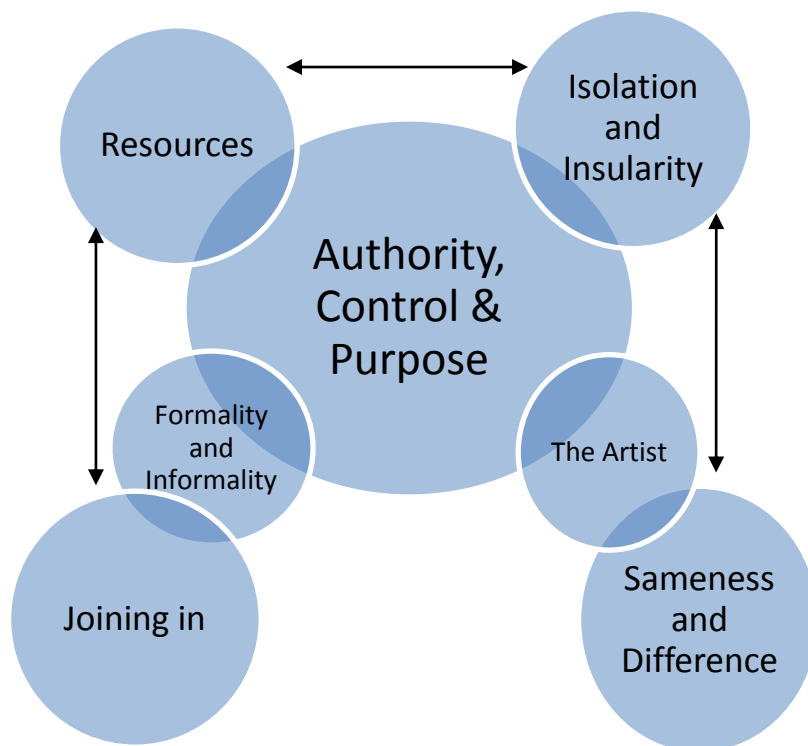 Resources
Isolation
and
Insularity
Authority,
Control &
Purpose
Formality
and
Informality
The Artist
Joining in
Sameness
and
Difference